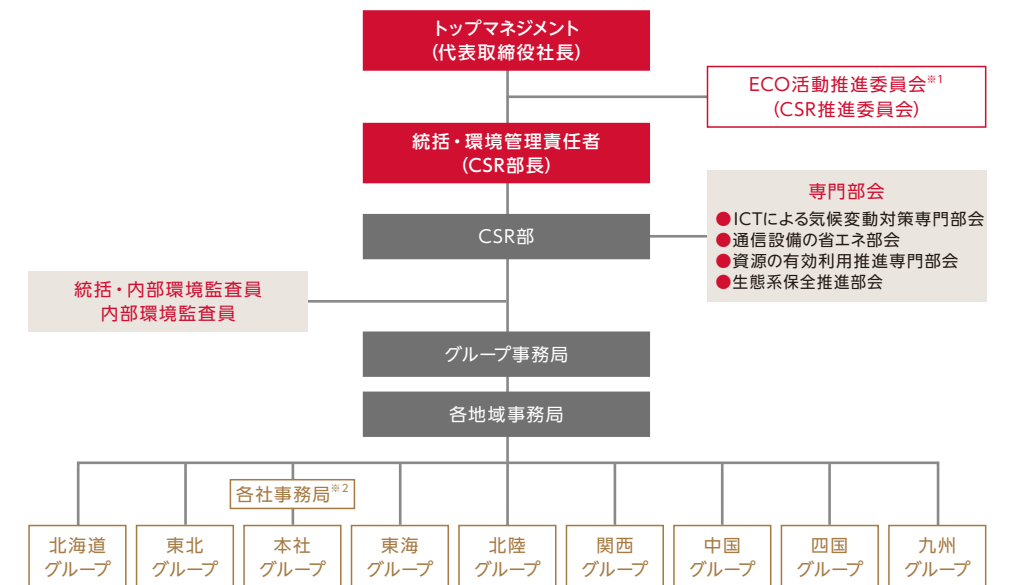 トップマネジメント
(代表取締役社長)
ECO活動推進委員会※1
(CSR推進委員会)
統括・環境管理責任者
(CSR部長)
専門部会
●ICTによる気候変動対策専門部会
●通信設備の省エネ部会
●資源の有効利用推進専門部会
●生態系保全推進部会
CSR部
統括・内部環境監査員
内部環境監査員
グループ事務局
各地域事務局
各社事務局※2
北海道
グループ
東北
グループ
本社
グループ
東海
グループ
北陸
グループ
関西
グループ
中国
グループ
四国
グループ
九州
グループ